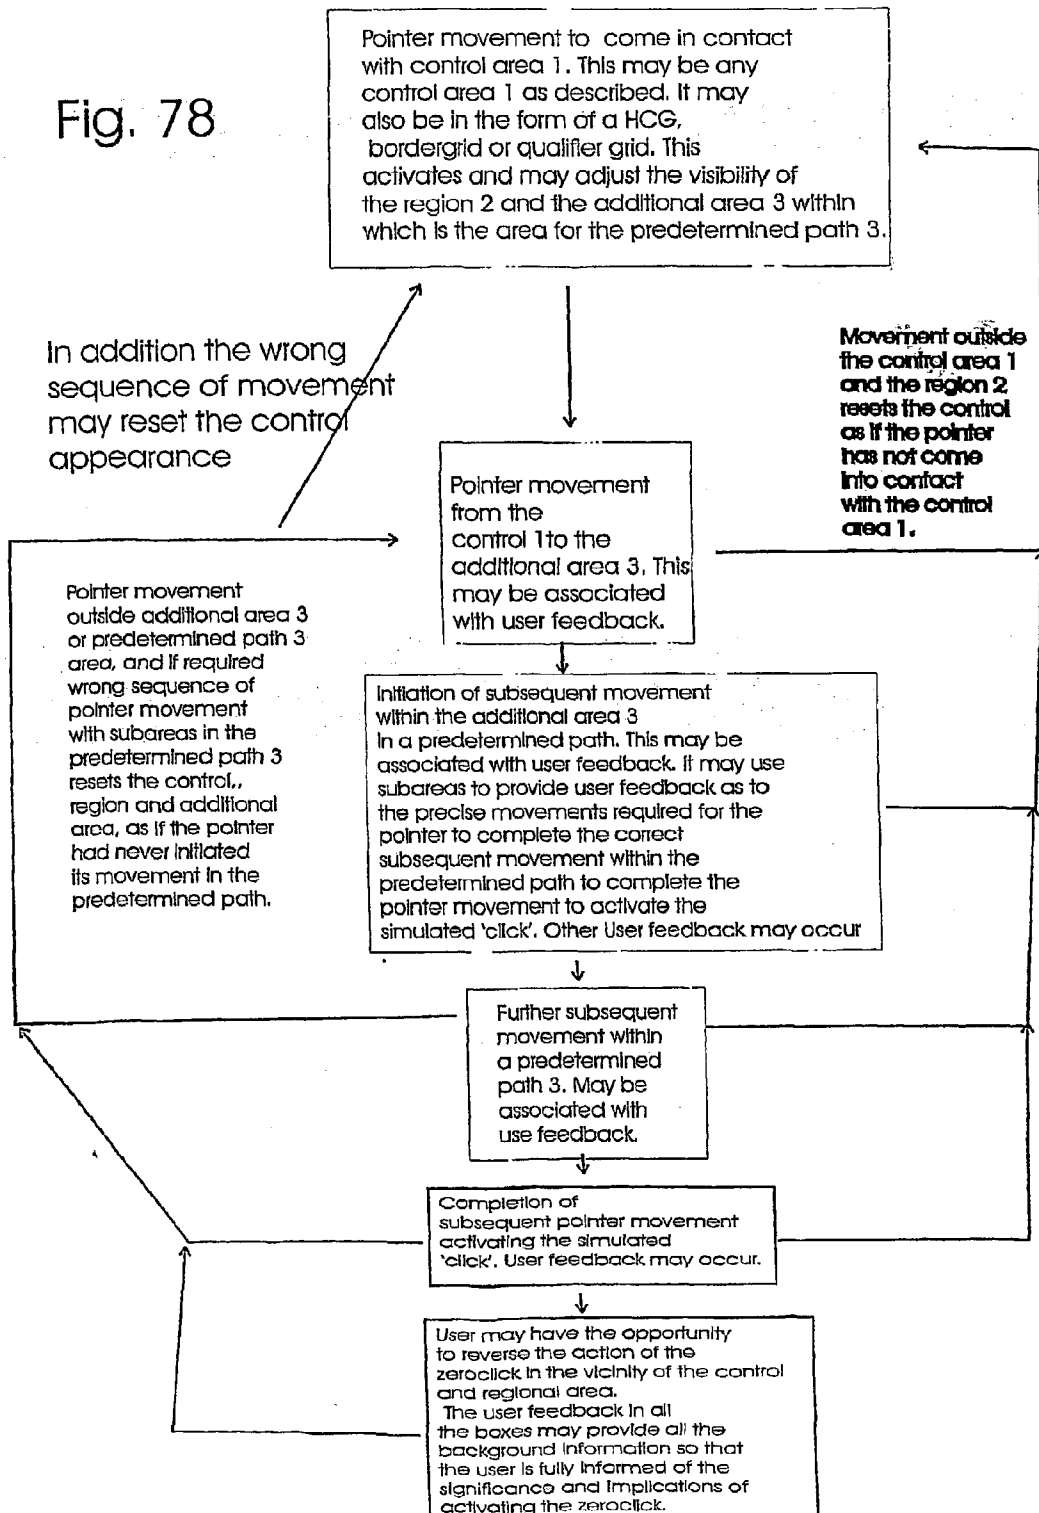 Fig. 78
Pointer movement to come in contact
with control area 1. This may be any
control area 1 as described. It may
also be in the form of a HCG,
bordergrid or qualifier grid. This
activates and may adjust the visibility of
the region 2 and the additional area 3 within
which is the area for the predetermined path 3.
In addition the wrong
sequence of movement
may reset the control
appearance
Movement outside
the control area 1
and the region 2
resets the control
as if the pointer
has not come
into contact
with the control
area 1.
Pointer movement
from the
control 1to the
additional area 3. This
may be associated
with user feedback.
Pointer movement
outside additional area 3
or predetermined path 3
area, and if required
wrong sequence of
pointer movement
with subareas in the
predetermined path 3
resets the control,,
region and additional
area, as if the pointer
had never initiated
its movement in the
predetermined path.
Initiation of subsequent movement
within the additional area 3
in a predetermined path. This may be
associated with user feedback. It may use
subareas to provide user feedback as to
the precise movements required for the
pointer to complete the correct
subsequent movement within the
predetermined path to complete the
pointer movement to activate the
simulated 'click'. Other User feedback may occur
Further subsequent
movement within
a predetermined
path 3. May be
associated with
use feedback.
Completion of
subsequent pointer movement
activating the simulated
'click'. User feedback may occur.
User may have the opportunity
to reverse the action of the
zeroclick in the vicinity of the control
and regional area.
The user feedback in all
the boxes may provide all the
background information so that
the user is fully informed of the
significance and implications of
activating the zeroclick.